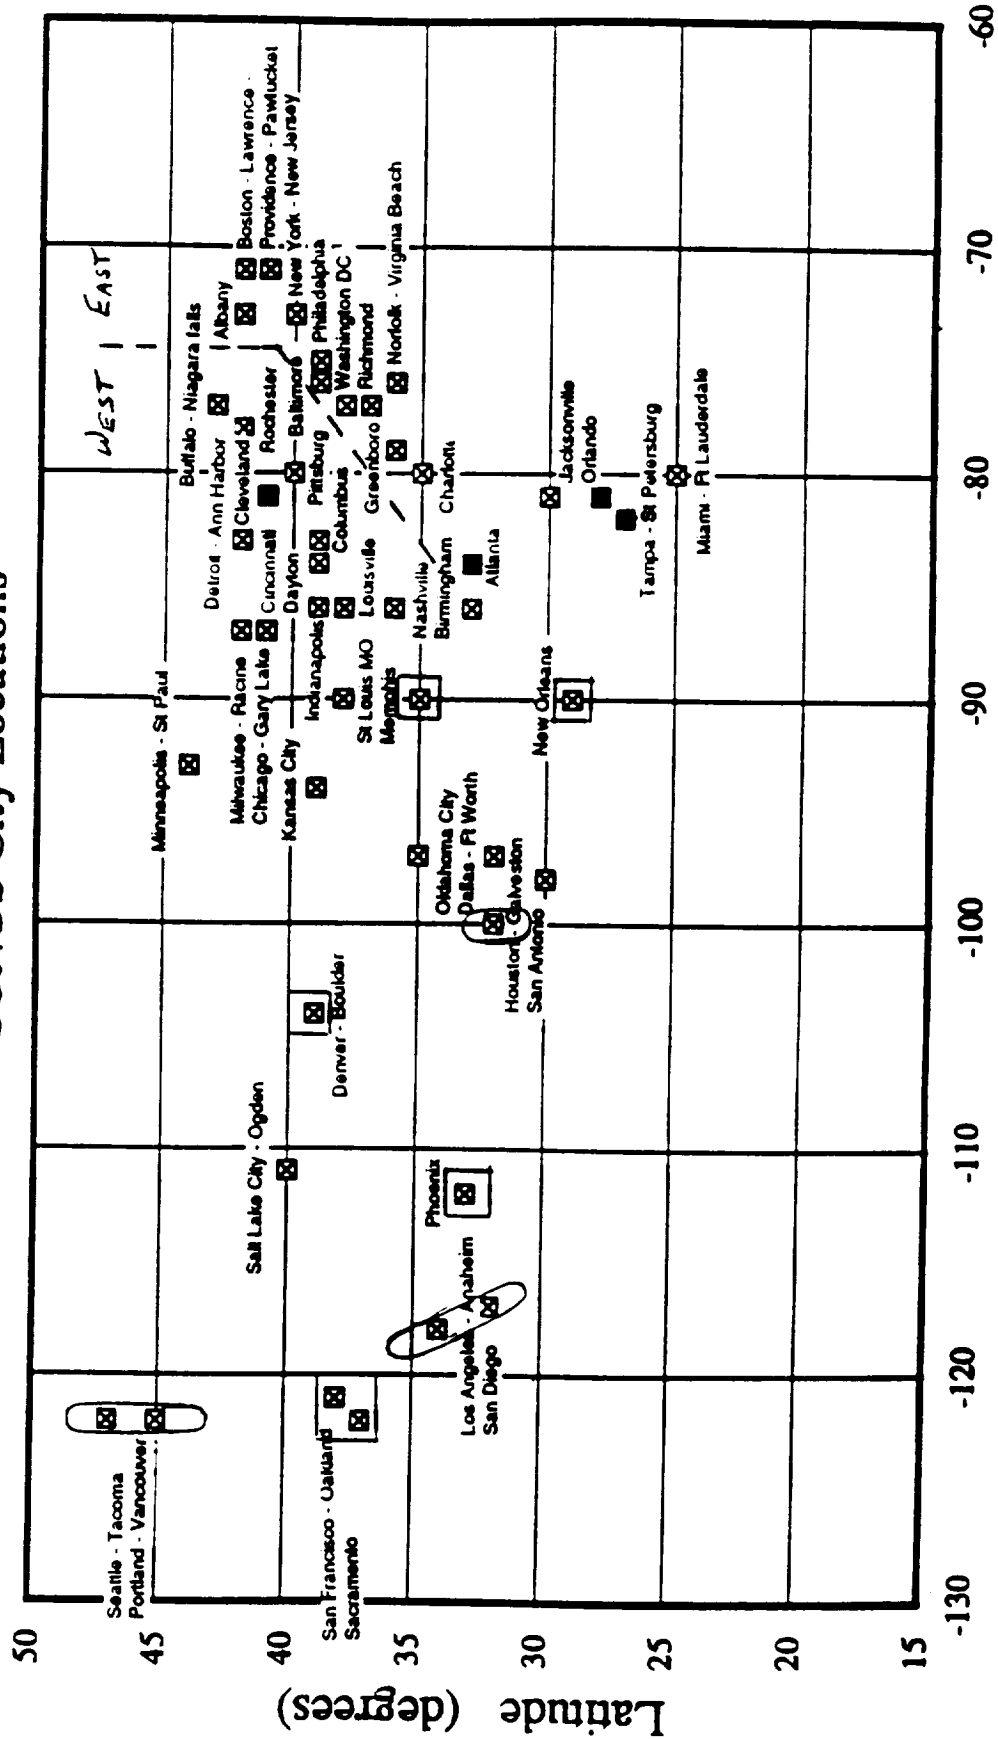 City Locations
WEST | EAST
50
45
40
35
30
25
20
15
Latitude (degrees)
-130
-120
-110
-100
-90
-80
-70
-60
Seattle - Tacoma
Portland - Vancouver
San Francisco - Oakland
Sacramento
Los Angeles - Anaheim
San Diego
Phoenix
Salt Lake City - Ogden
Denver - Boulder
Houston - Galveston
San Antonio
Oklahoma City
Dallas - Ft Worth
Minneapolis - St Paul
Milwaukee - Racine
Chicago - Gary Lake
Kansas City
Indianapolis
St Louis MO
Memphis
New Orleans
Detroit - Ann Harbor
Cleveland
Cincinnati
Dayton
Columbus
Louisville
Nashville
Birmingham
Atlanta
Buffalo - Niagara falls
Rochester
Albany
Pittsburg
Baltimore
Greenboro
Charlotte
Boston - Lawrence -
Providence - Pawtucket
New York - New Jersey
Philadelphia
Washington DC
Richmond
Norfolk - Virginia Beach
Jacksonville
Orlando
Tampa - St Petersburg
Miami - Ft Lauderdale